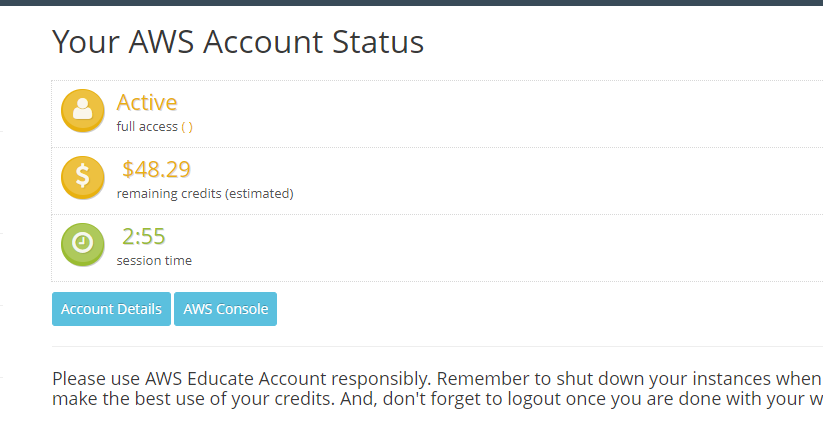 Your AWS Account Status
Active
full access ( )
$48.29
remaining credits (estimated)
2:55
session time
Account Details
AWS Console
Please use AWS Educate Account responsibly. Remember to shut down your instances when
make the best use of your credits. And, don't forget to logout once you are done with your w